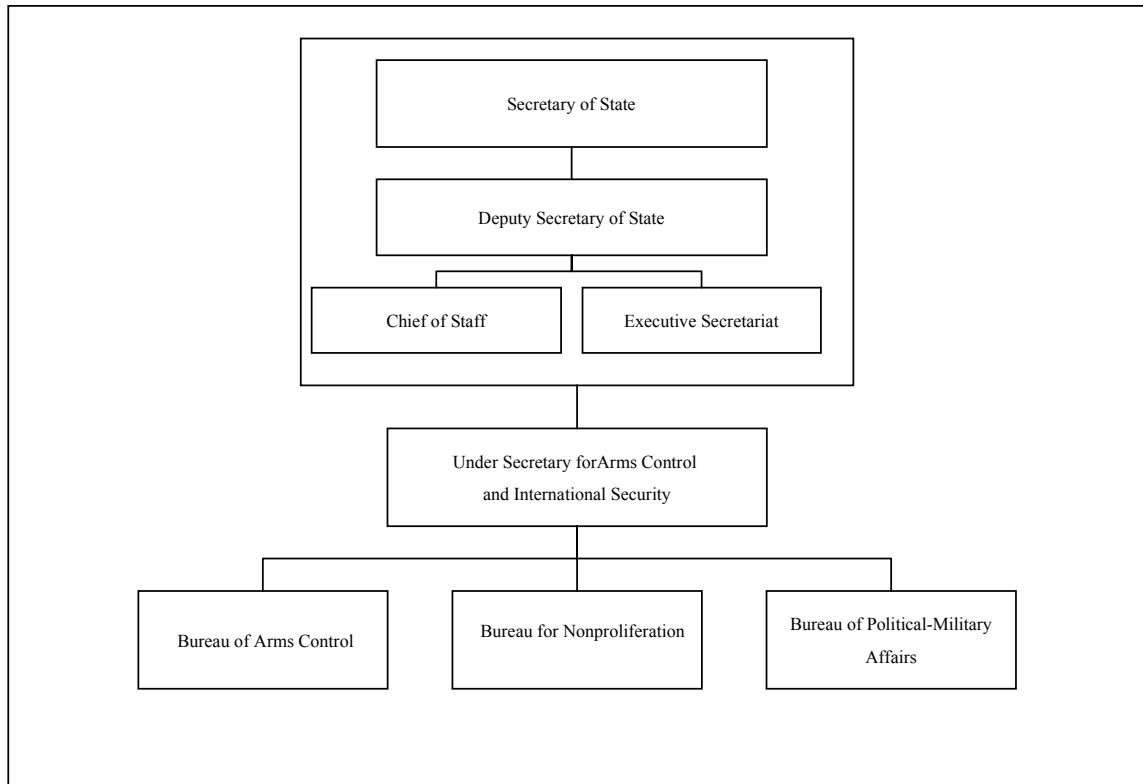 Secretary of State
Deputy Secretary of State
Chief of Staff
Executive Secretariat
Under Secretary forArms Control
and International Security
Bureau of Arms Control
Bureau for Nonproliferation
Bureau of Political-Military
Affairs